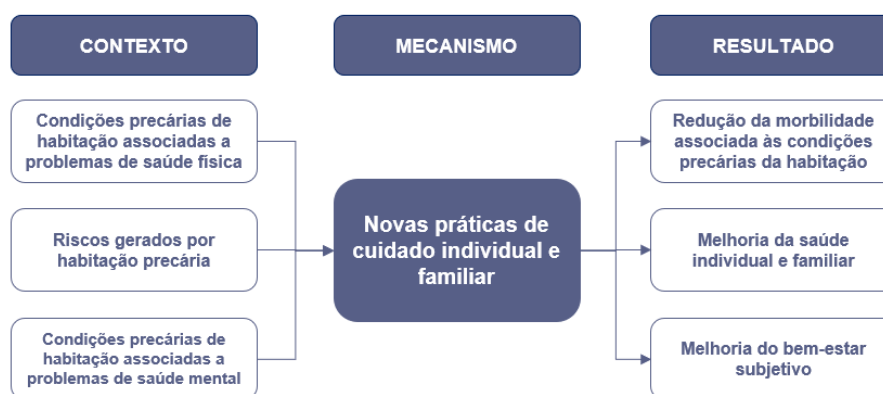 CONTEXTO
MECANISMO
RESULTADO
Condições precárias de
habitação associadas a
problemas de saúde física
Riscos gerados por
habitação precária
Condições precárias de
habitação associadas a
problemas de saúde mental
Novas práticas de
cuidado individual e
familiar
Redução da morbilidade
associada às condições
precárias da habitação
Melhoria da saúde
individual e familiar
Melhoria do bem-estar
subjetivo